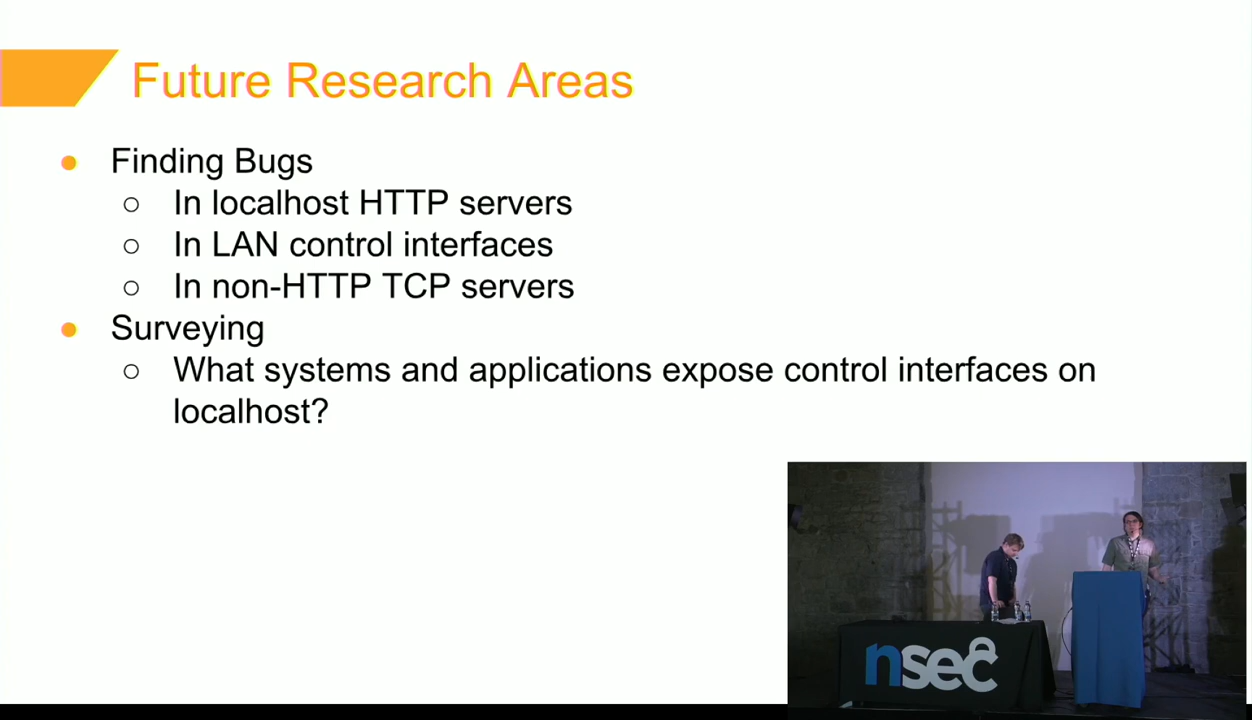 Future Research Areas
● Finding Bugs
○ In localhost HTTP servers
○ In LAN control interfaces
○ In non-HTTP TCP servers
● Surveying
○ What systems and applications expose control interfaces on
localhost?
nsec